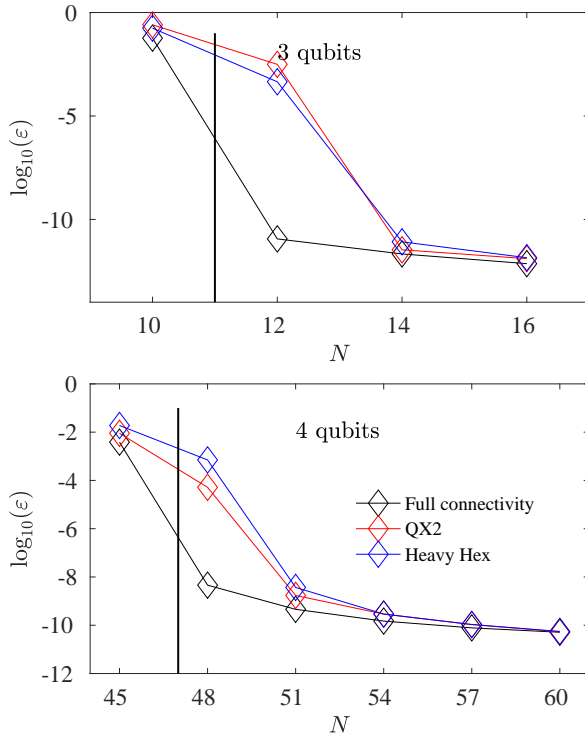 0
3 qubits
-5
log₁₀(ε)
-10
10 12 14 16
N
0
-2
4 qubits
-4
log₁₀(ε)
Full connectivity
-6
QX2
Heavy Hex
-8
-10
-12
45 48 51 54 57 60
N